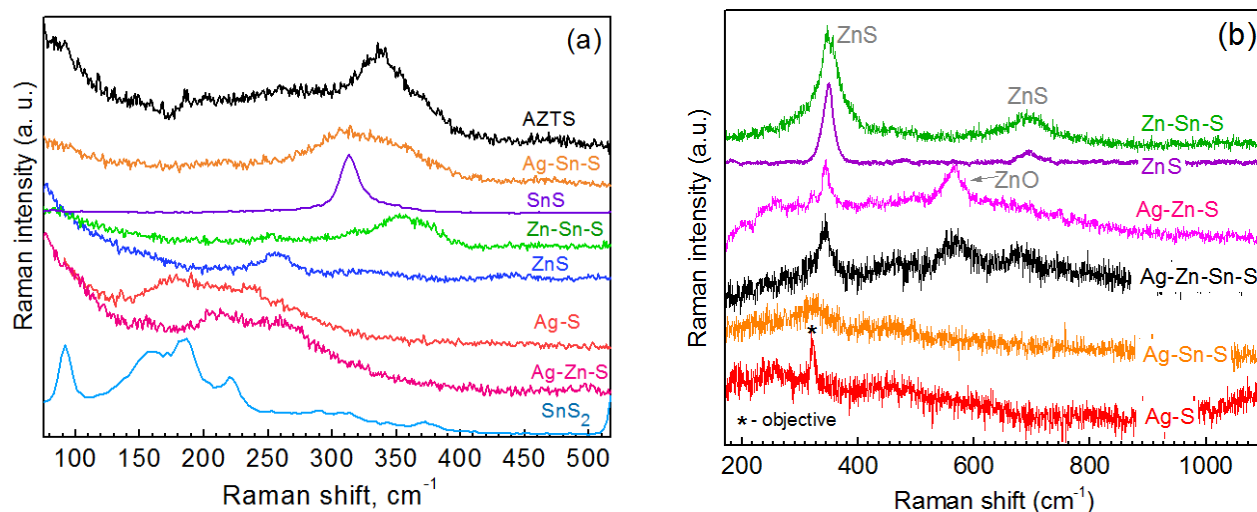 (a)
AZTS
Ag-Sn-S
SnS
Zn-Sn-S
ZnS
Ag-S
Ag-Zn-S
SnS2
Raman intensity (a. u.)
100 150 200 250 300 350 400 450 500
Raman shift, cm-1
(b)
ZnS
ZnS
Zn-Sn-S
ZnS
ZnO
Ag-Zn-S
Ag-Zn-Sn-S
Ag-Sn-S
*
Ag-S
*- objective
Raman intensity (a.u.)
200 400 600 800 1000
Raman shift (cm-1)